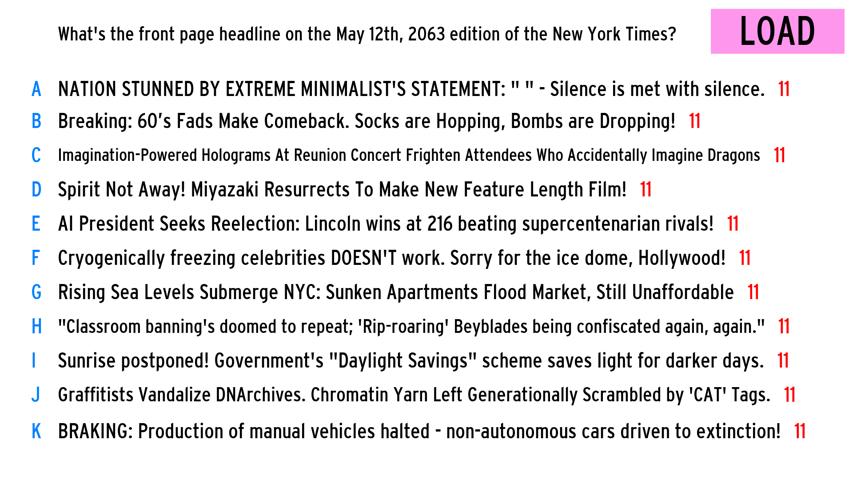 What's the front page headline on the May 12th, 2063 edition of the New York Times?
LOAD
A NATION STUNNED BY EXTREME MINIMALIST'S STATEMENT: " " - Silence is met with silence. 11
B Breaking: 60's Fads Make Comeback. Socks are Hopping, Bombs are Dropping! 11
C Imagination-Powered Holograms At Reunion Concert Frighten Attendees Who Accidentally Imagine Dragons 11
D Spirit Not Away! Miyazaki Resurrects To Make New Feature Length Film! 11
E AI President Seeks Reelection: Lincoln wins at 216 beating supercentenarian rivals! 11
F Cryogenically freezing celebrities DOESN'T work. Sorry for the ice dome, Hollywood! 11
G Rising Sea Levels Submerge NYC: Sunken Apartments Flood Market, Still Unaffordable 11
H "Classroom banning's doomed to repeat; 'Rip-roaring' Beyblades being confiscated again, again." 11
I Sunrise postponed! Government's "Daylight Savings" scheme saves light for darker days. 11
J Graffitists Vandalize DNArchives. Chromatin Yarn Left Generationally Scrambled by 'CAT' Tags. 11
K BRAKING: Production of manual vehicles halted - non-autonomous cars driven to extinction! 11